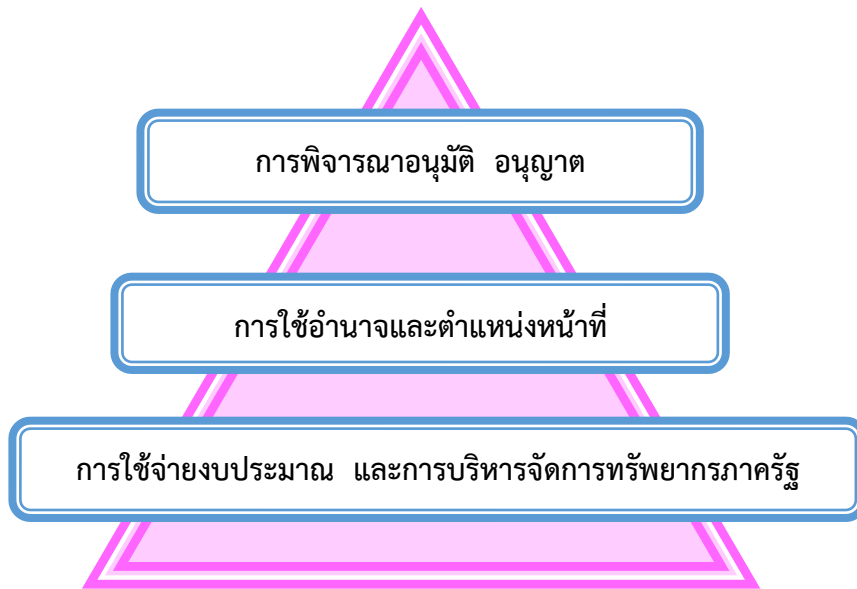 การพิจารณาอนุมัติ อนุญาต
การใช้อำนาจและตำแหน่งหน้าที่
การใช้จ่ายงบประมาณ และการบริหารจัดการทรัพยากรภาครัฐ